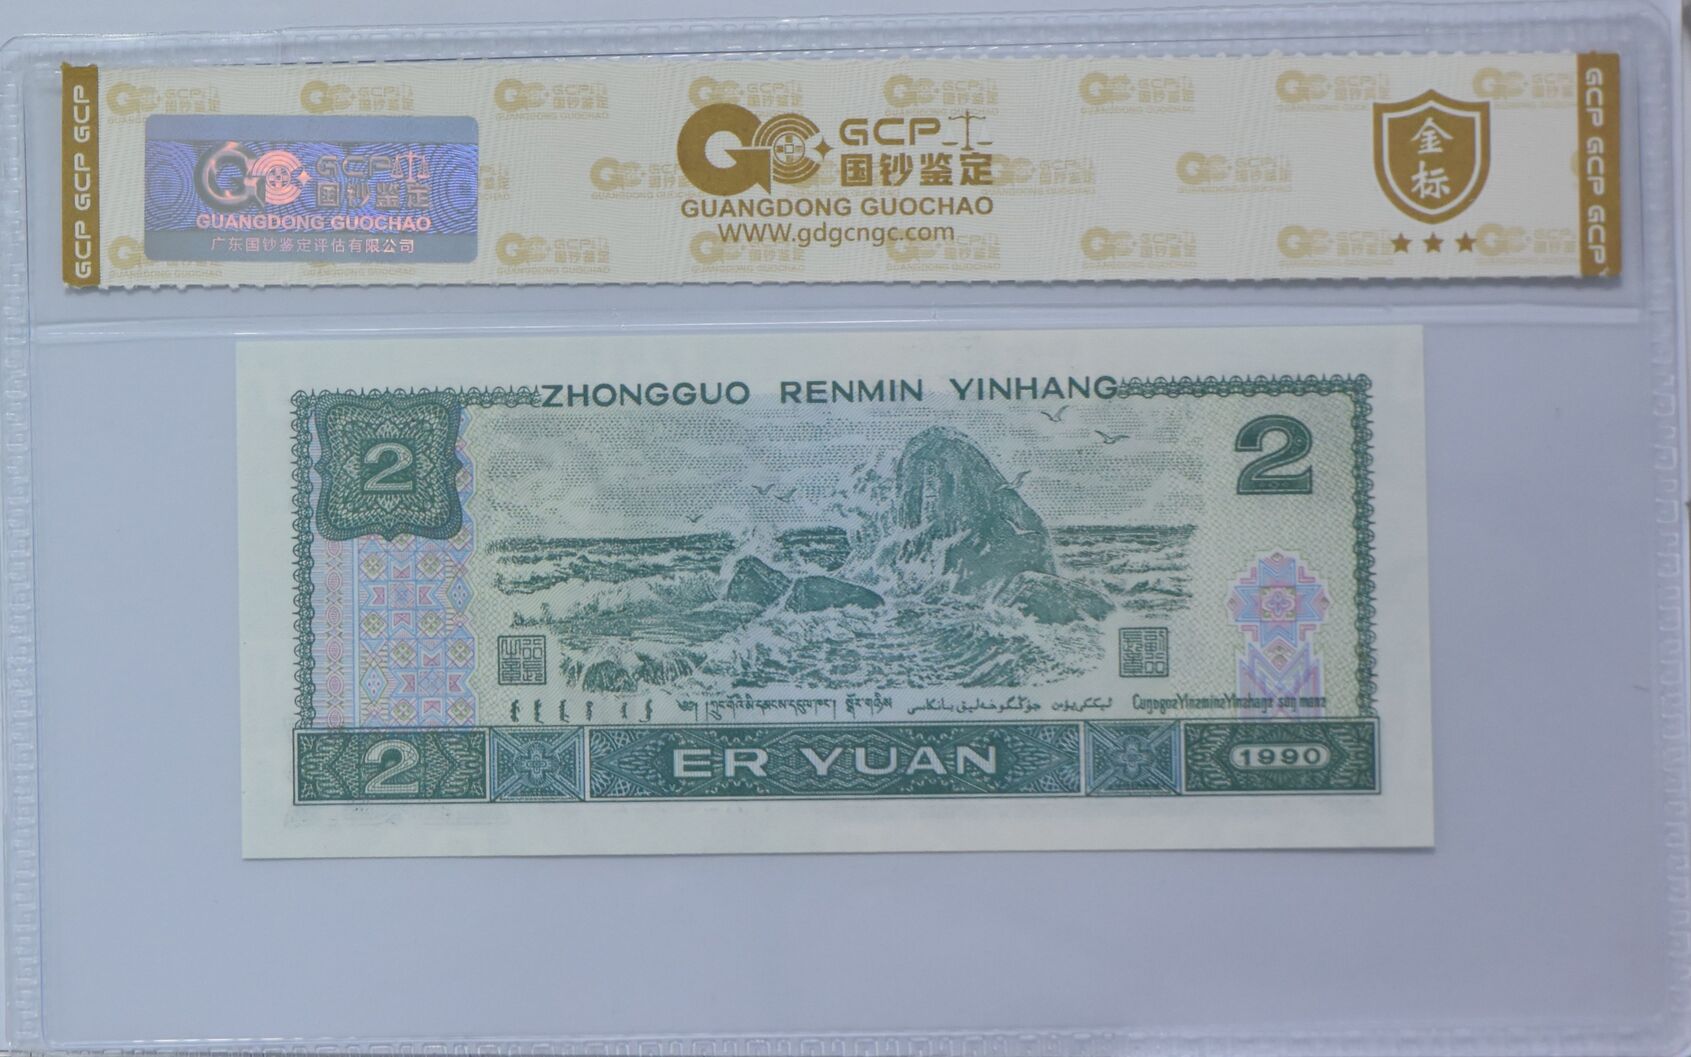 GCP GCP GCP
GCP
国钞鉴定
GUANGDONG GUOCHAO
广东国钞鉴定评估有限公司
GCP
国钞鉴定
GUANGDONG GUOCHAO
www.gdgcngc.com
金
标
GCP GCP GCP
ZHONGGUO RENMIN YINHANG
2
2
2
ER YUAN
1990